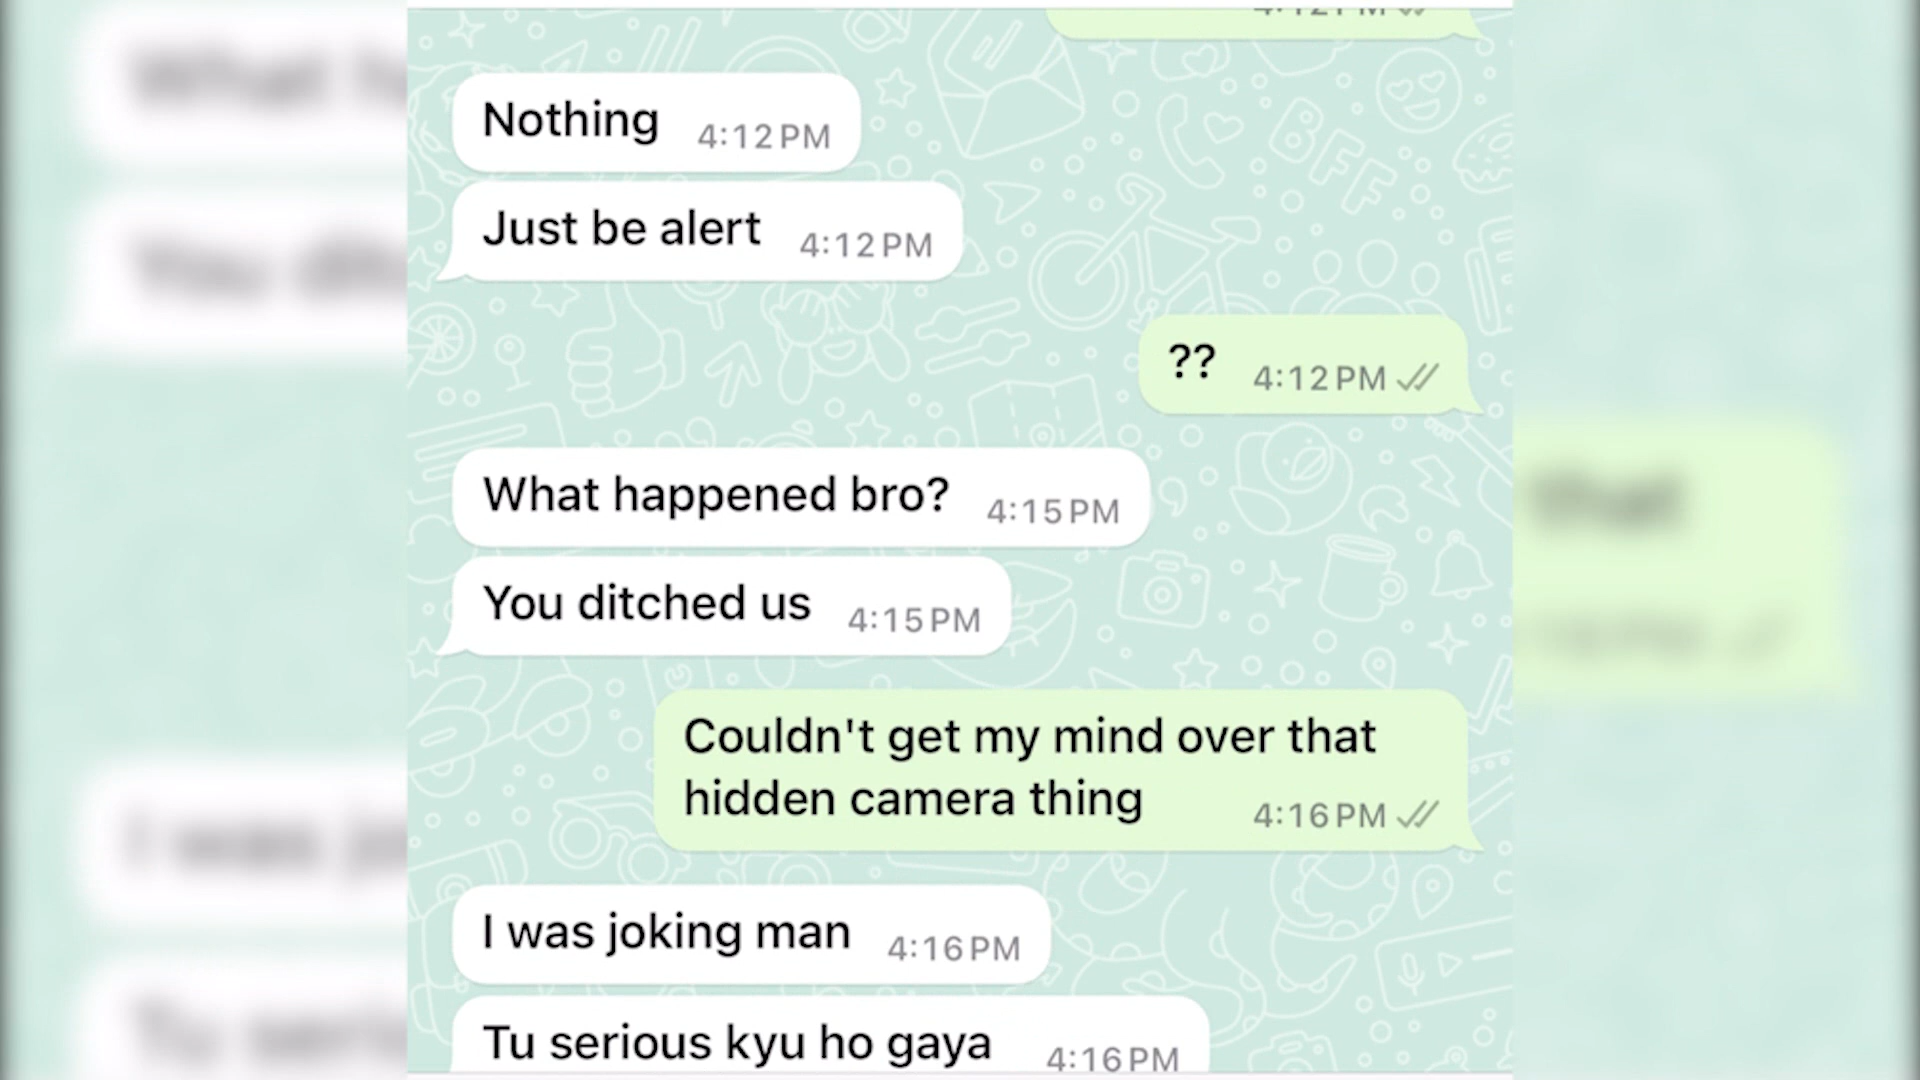 Nothing 4:12 PM
Just be alert 4:12 PM
?? 4:12 PM
What happened bro? 4:15 PM
You ditched us 4:15 PM
Couldn't get my mind over that
hidden camera thing 4:16 PM
I was joking man 4:16 PM
Tu serious kyu ho gaya 4:16 PM